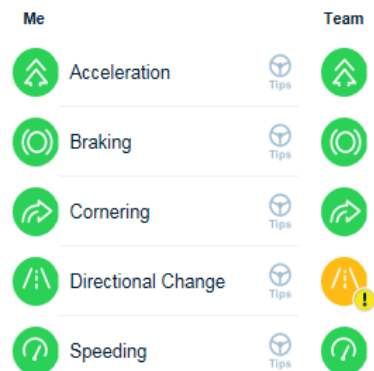 Me Team
Acceleration Tips
Braking Tips
Cornering Tips
Directional Change Tips
!
Speeding Tips